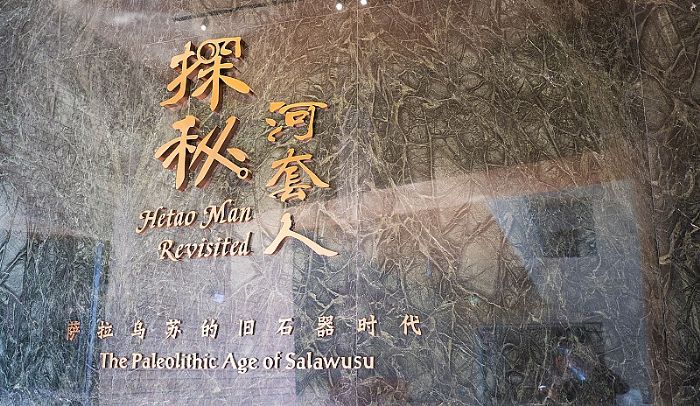 探秘
河套人
Hetao Man
Revisited
萨拉乌苏的旧石器时代
The Paleolithic Age of Salawusu